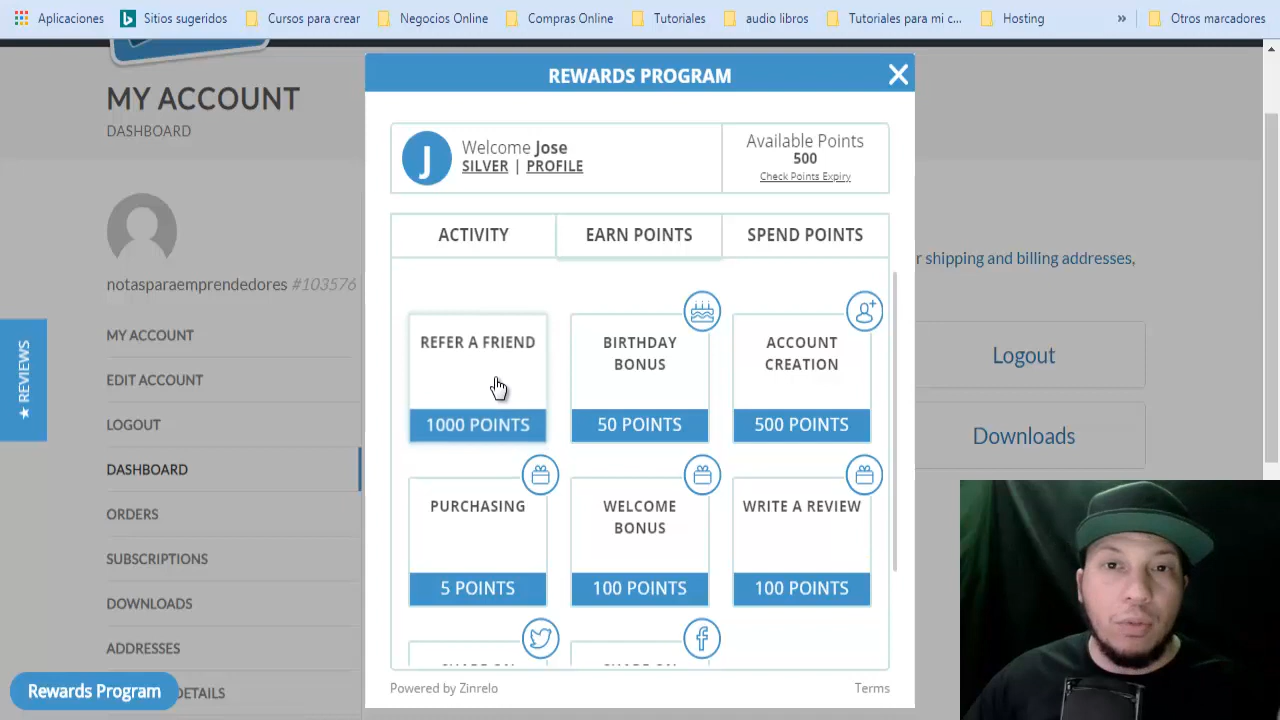 Aplicaciones
Sitios sugeridos
Cursos para crear
Negocios Online
Compras Online
Tutoriales
audio libros
Tutoriales para mi c...
Hosting
»
Otros marcadores
MY ACCOUNT
DASHBOARD
notasparaemprendedores #103576
MY ACCOUNT
EDIT ACCOUNT
LOGOUT
DASHBOARD
ORDERS
SUBSCRIPTIONS
DOWNLOADS
ADDRESSES
DETAILS
★ REVIEWS
Rewards Program
REWARDS PROGRAM
J
Welcome Jose
SILVER | PROFILE
Available Points
500
Check Points Expiry
ACTIVITY
EARN POINTS
SPEND POINTS
REFER A FRIEND
1000 POINTS
BIRTHDAY
BONUS
50 POINTS
ACCOUNT
CREATION
500 POINTS
PURCHASING
5 POINTS
WELCOME
BONUS
100 POINTS
WRITE A REVIEW
100 POINTS
SHARE ON
SHARE ON
Powered by Zinrelo
Terms
shipping and billing addresses,
Logout
Downloads